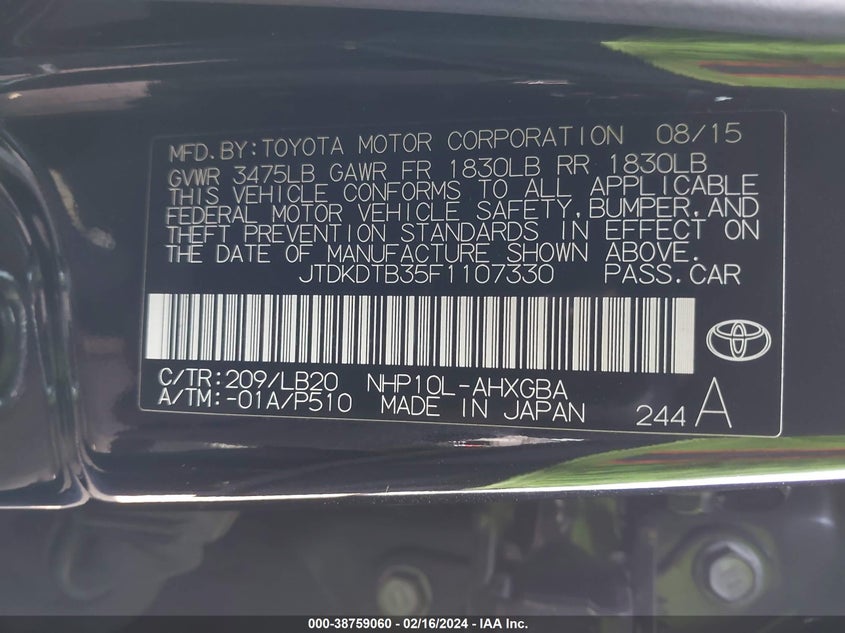 MFD.BY:TOYOTA MOTOR CORPORATION 08/15
GVWR 3475LB GAWR FR 1830LB RR 1830LB
THIS VEHICLE CONFORMS TO ALL APPLICABLE
FEDERAL MOTOR VEHICLE SAFETY,BUMPER,AND
THEFT PREVENTION STANDARDS IN EFFECT ON
THE DATE OF MANUFACTURE SHOWN ABOVE.
JTDKDTB35F1107330 PASS.CAR
C/TR:209/LB20 NHP10L-AHXGBA
A/TM:-01A/P510 MADE IN JAPAN 244 A
000-38759060 - 02/16/2024 - IAA Inc.